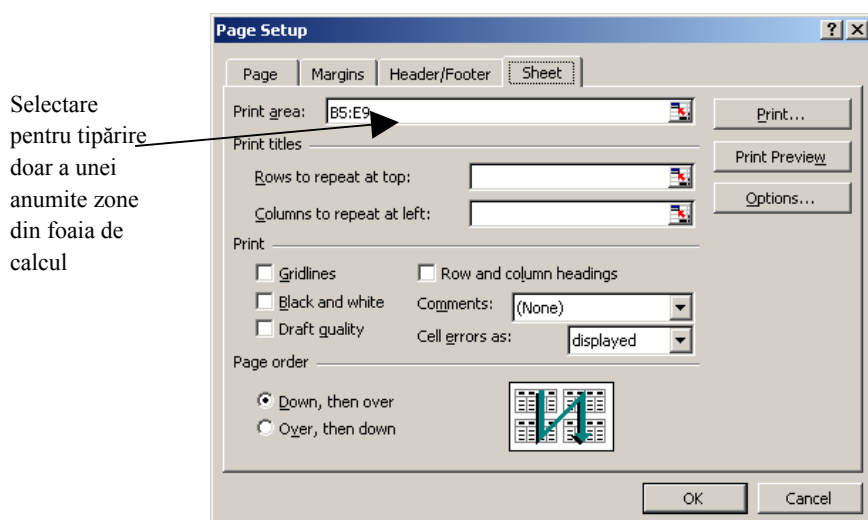 Page Setup
Page Margins Header/Footer Sheet
Selectare
pentru tipărire
doar a unei
anumite zone
din foaia de
calcul
Print area: B5:E9
Print...
Print titles
Print Preview
Rows to repeat at top:
Options...
Columns to repeat at left:
Print
Gridlines Row and column headings
Black and white Comments: (None)
Draft quality Cell errors as: displayed
Page order
Down, then over
Over, then down
OK Cancel